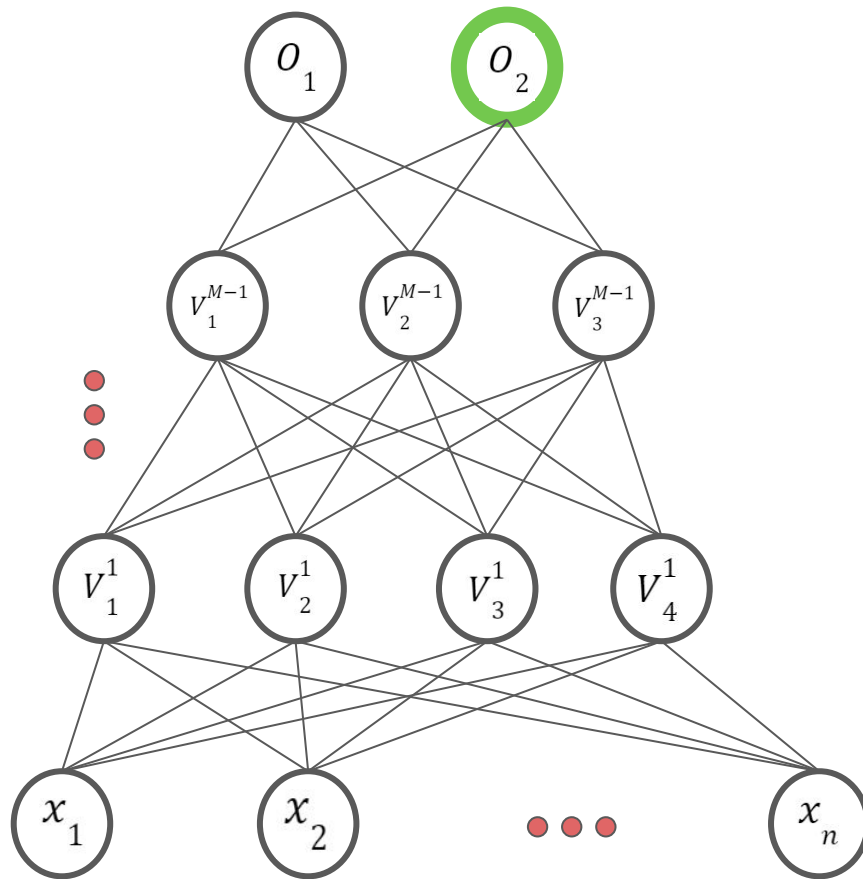 O₁ O₂
V₁ᴹ⁻¹ V₂ᴹ⁻¹ V₃ᴹ⁻¹
V₁¹ V₂¹ V₃¹ V₄¹
x₁ x₂ xₙ